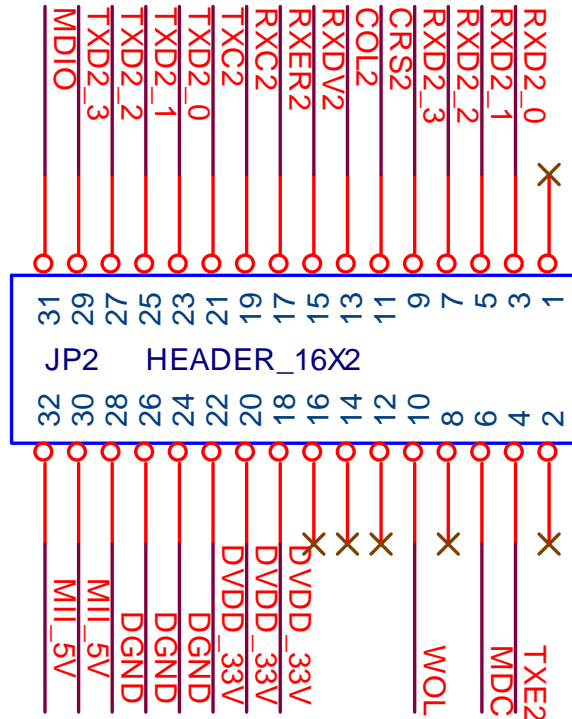 MDIO
TXD2_3
TXD2_2
TXD2_1
TXD2_0
TXC2
RXC2
RXER2
RXDV2
COL2
CRS2
RXD2_3
RXD2_2
RXD2_1
RXD2_0
31 29 27 25 23 21 19 17 15 13 11 9 7 5 3 1
JP2 HEADER_16X2
32 30 28 26 24 22 20 18 16 14 12 10 8 6 4 2
MII_5V
MII_5V
DGND
DGND
DGND
DVDD_33V
DVDD_33V
DVDD_33V
WOL
MDC
TXE2